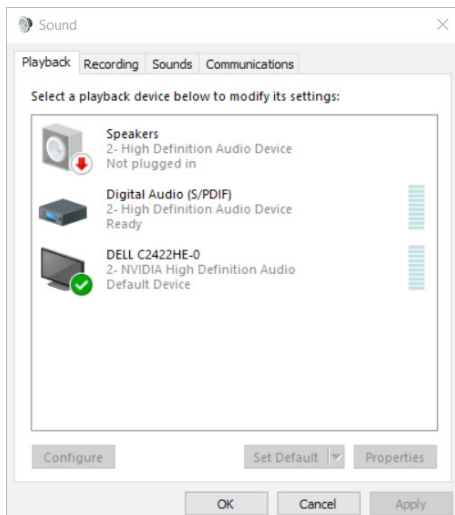 Sound
Playback Recording Sounds Communications
Select a playback device below to modify its settings:
Speakers
2- High Definition Audio Device
Not plugged in
Digital Audio (S/PDIF)
2- High Definition Audio Device
Ready
DELL C2422HE-0
2- NVIDIA High Definition Audio
Default Device
Configure Set Default Properties
OK Cancel Apply